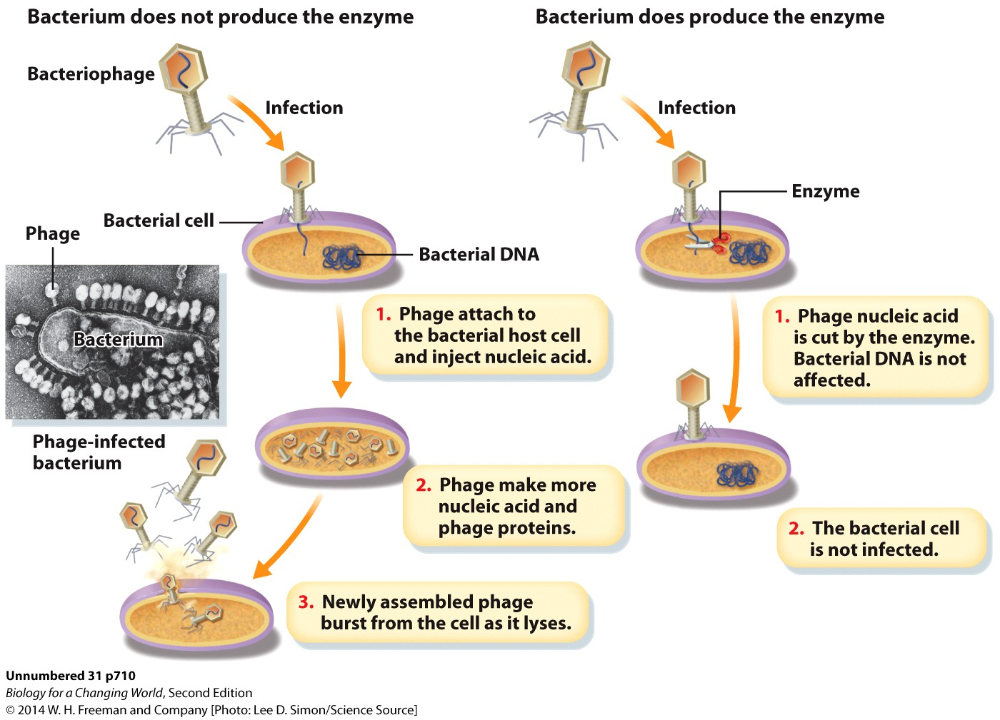 Bacterium does not produce the enzyme
Bacteriophage
Infection
Bacterial cell
Phage
Bacterial DNA
Bacterium
1. Phage attach to
the bacterial host cell
and inject nucleic acid.
Phage-infected
bacterium
2. Phage make more
nucleic acid and
phage proteins.
3. Newly assembled phage
burst from the cell as it lyses.
Bacterium does produce the enzyme
Infection
Enzyme
1. Phage nucleic acid
is cut by the enzyme.
Bacterial DNA is not
affected.
2. The bacterial cell
is not infected.
Unnumbered 31 p710
Biology for a Changing World, Second Edition
© 2014 W. H. Freeman and Company [Photo: Lee D. Simon/Science Source]